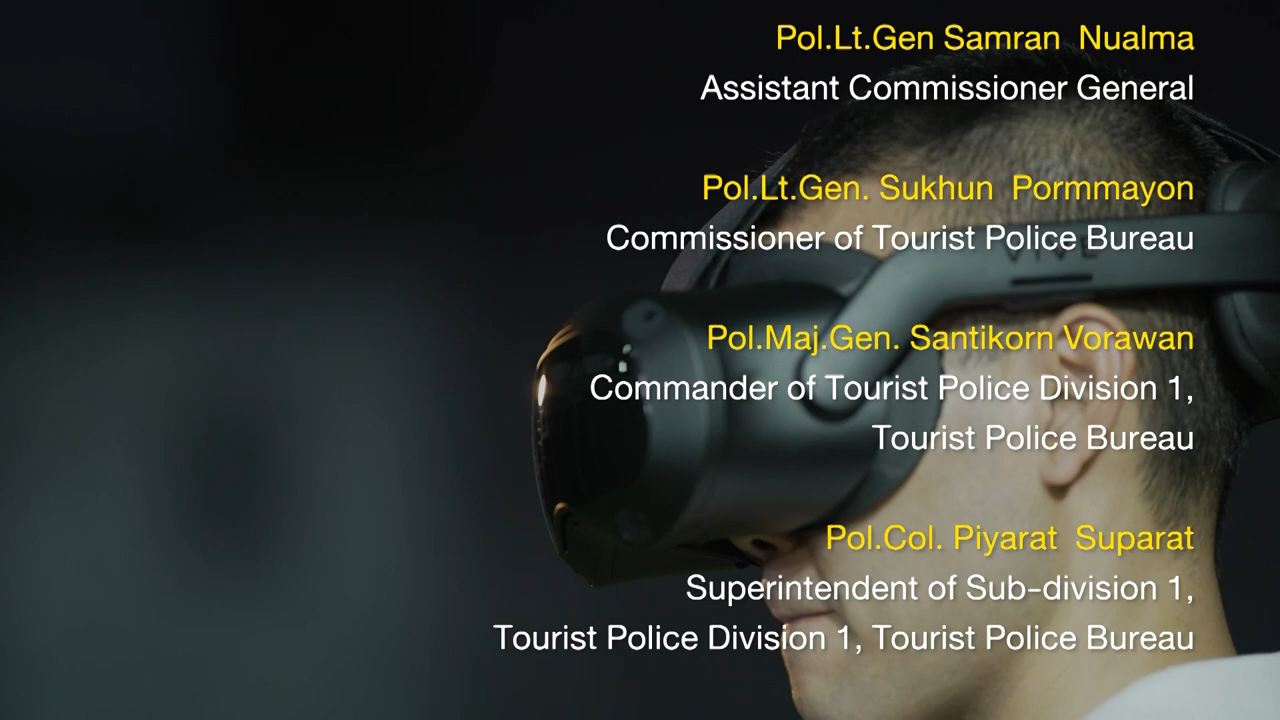 Pol.Lt.Gen Samran Nualma
Assistant Commissioner General
Pol.Lt.Gen. Sukhun Pormmayon
Commissioner of Tourist Police Bureau
VIVE
Pol.Maj.Gen. Santikorn Vorawan
Commander of Tourist Police Division 1,
Tourist Police Bureau
Pol.Col. Piyarat Suparat
Superintendent of Sub-division 1,
Tourist Police Division 1, Tourist Police Bureau